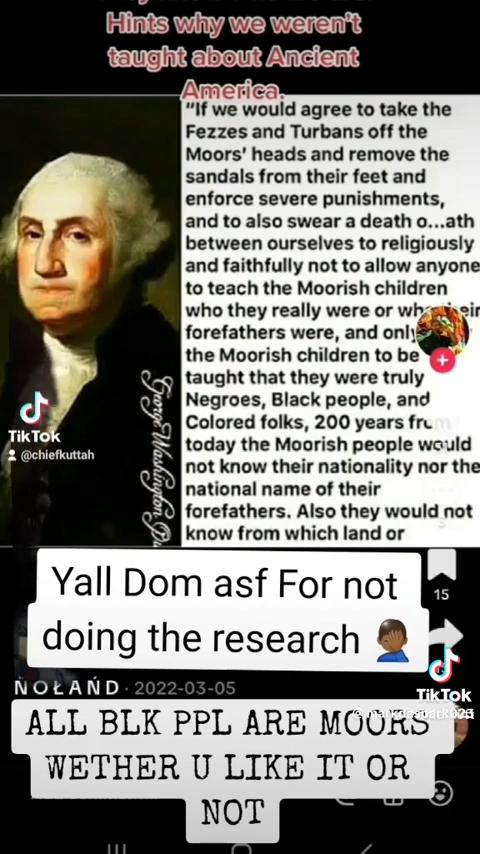 Hints why we weren't
taught about Ancient
America.
"If we would agree to take the
Fezzes and Turbans off the
Moors' heads and remove the
sandals from their feet and
enforce severe punishments,
and to also swear a death o...ath
between ourselves to religiously
and faithfully not to allow anyone
to teach the Moorish children
who they really were or
forefathers were, and only
the Moorish children to be
taught that they were truly
Negroes, Black people, and
Colored folks, 200 years from
today the Moorish people would
not know their nationality nor the
national name of their
forefathers. Also they would not
know from which land or
George Washington
TikTok
@chiefkuttah
Yall Dom asf For not
doing the research
15
NOŁAND · 2022-03-05
TikTok
ALL BLK PPL ARE MOORS
WETHER U LIKE IT OR
NOT